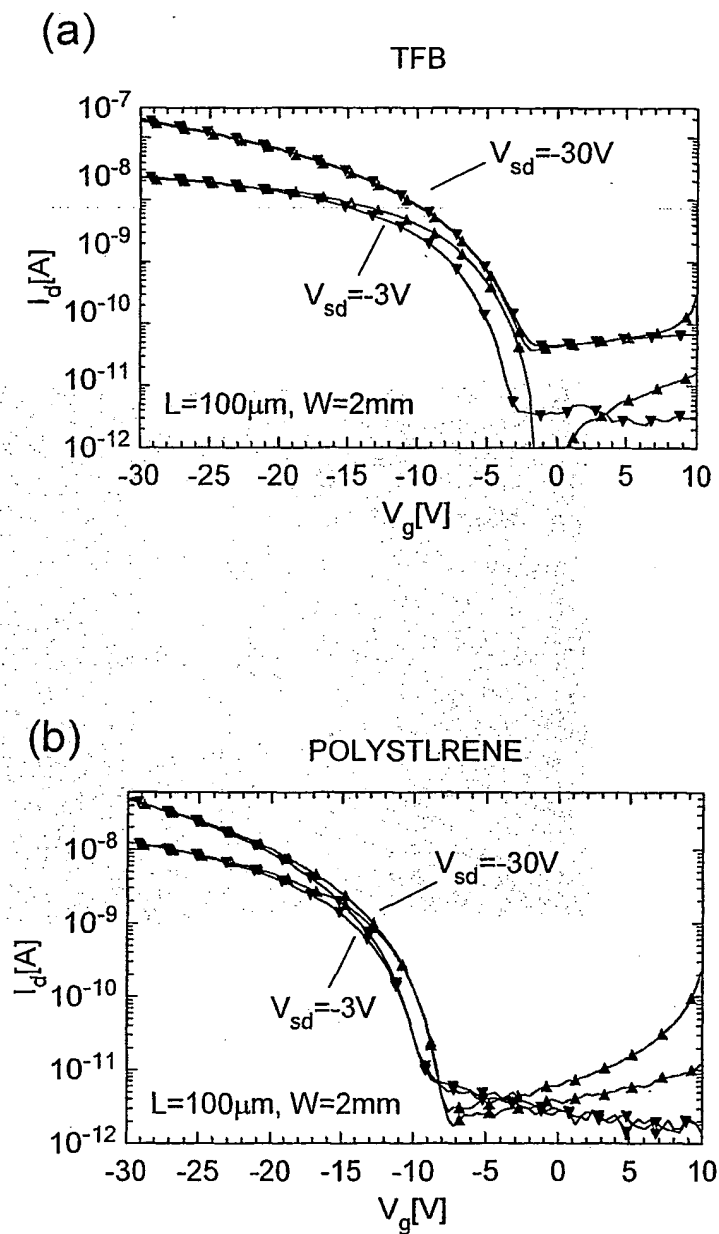 (a)
TFB
10-7
10-8
10-9
10-10
10-11
10-12
Id[A]
Vsd=-30V
Vsd=-3V
L=100μm, W=2mm
-30 -25 -20 -15 -10 -5 0 5 10
Vg[V]
(b)
POLYSTLRENE
10-8
10-9
10-10
10-11
10-12
Id[A]
Vsd=-30V
Vsd=-3V
L=100μm, W=2mm
-30 -25 -20 -15 -10 -5 0 5 10
Vg[V]